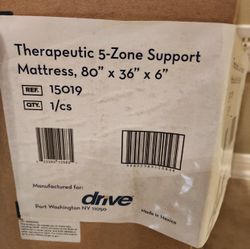 Therapeutic 5-Zone Support
Mattress, 80” x 36” x 6”
REF. 15019
QTY. 1/cs
Manufactured for:
drive
Port Washington NY 11050
Made in Mexico